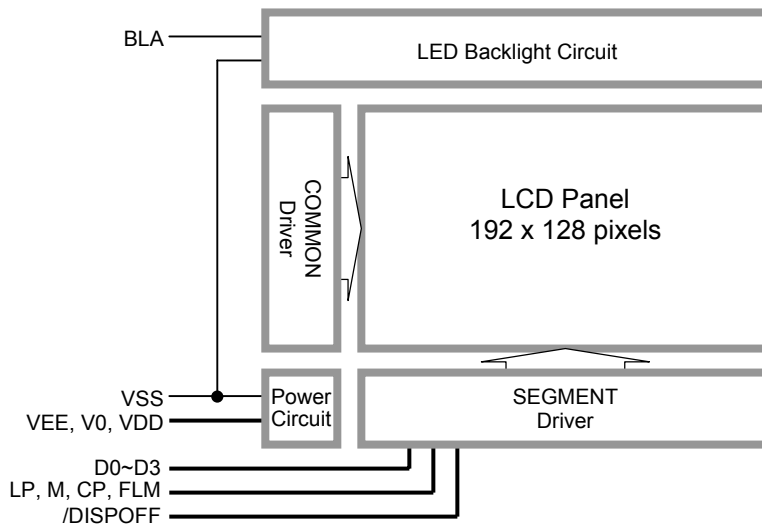 BLA
LED Backlight Circuit
COMMON
Driver
LCD Panel
192 x 128 pixels
VSS
VEE, V0, VDD
Power
Circuit
SEGMENT
Driver
D0~D3
LP, M, CP, FLM
/DISPOFF